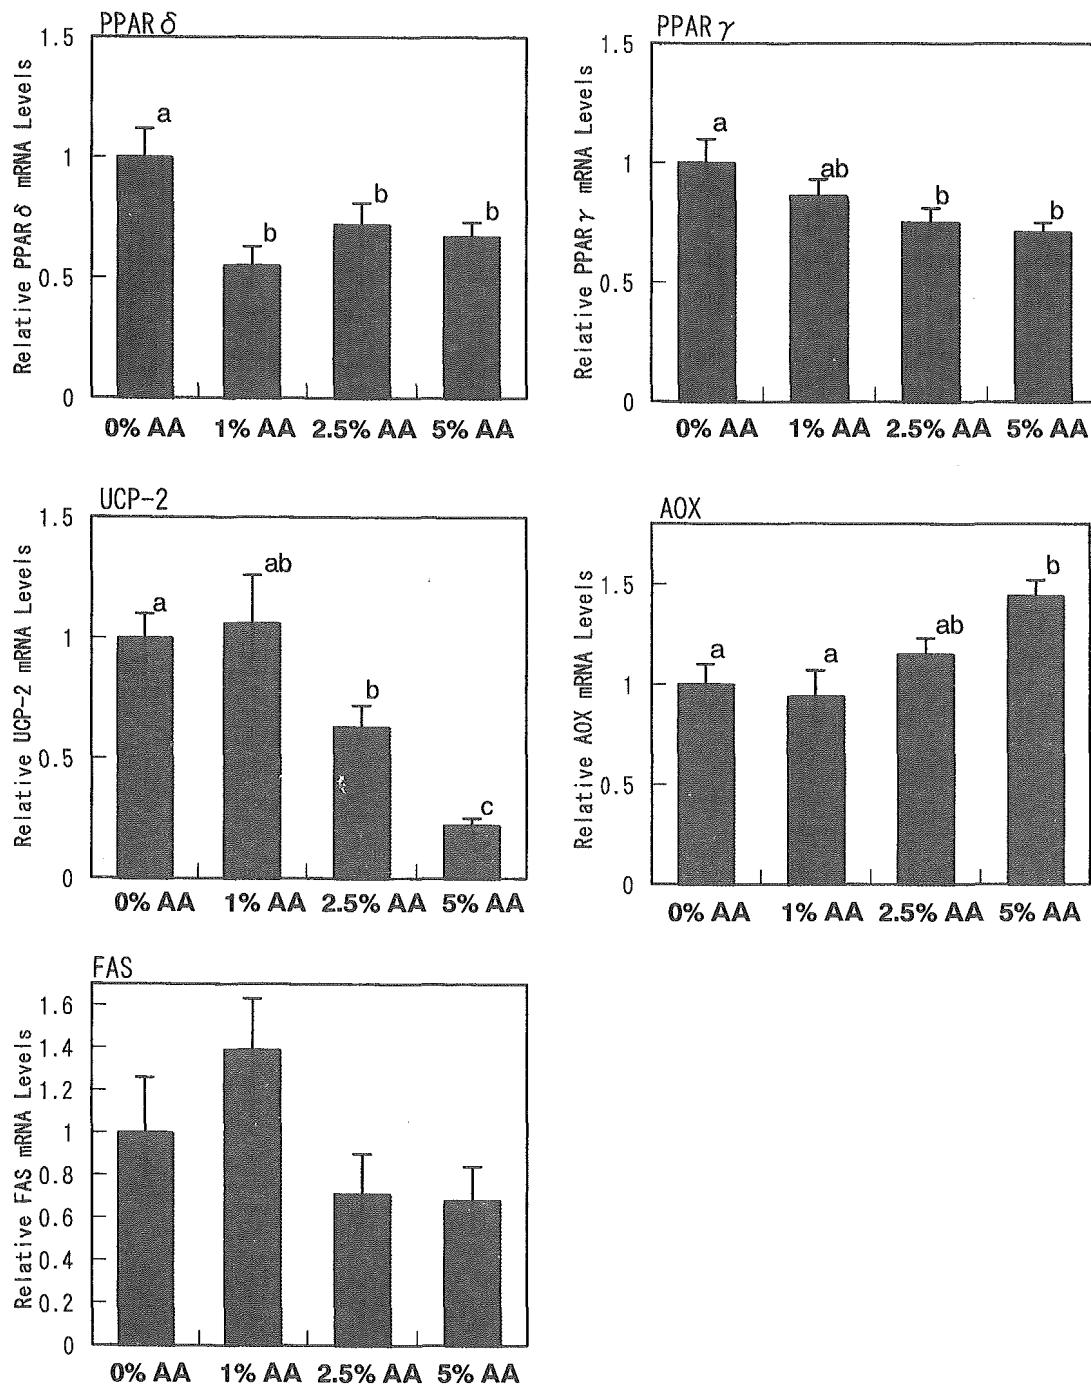 PPAR δ
Relative PPAR δ mRNA Levels
1.5
1
0.5
0
a
b
b
b
0% AA 1% AA 2.5% AA 5% AA
PPAR γ
Relative PPAR γ mRNA Levels
1.5
1
0.5
0
a
ab
b
b
0% AA 1% AA 2.5% AA 5% AA
UCP-2
Relative UCP-2 mRNA Levels
1.5
1
0.5
0
a
ab
b
c
0% AA 1% AA 2.5% AA 5% AA
AOX
Relative AOX mRNA Levels
1.5
1
0.5
0
a
a
ab
b
0% AA 1% AA 2.5% AA 5% AA
FAS
Relative FAS mRNA Levels
1.6
1.4
1.2
1
0.8
0.6
0.4
0.2
0
0% AA 1% AA 2.5% AA 5% AA